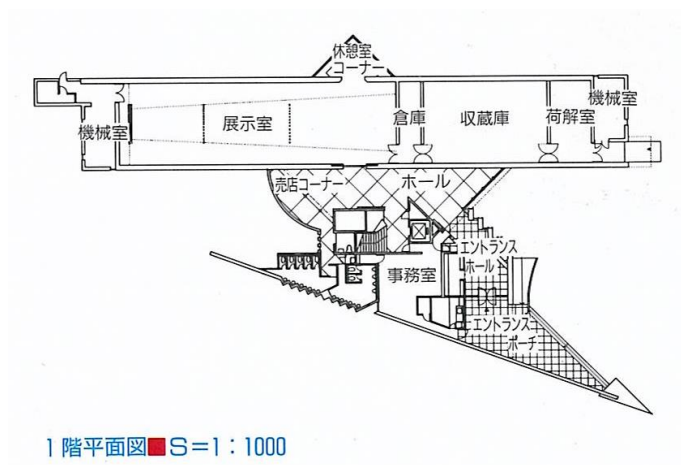 休憩室
コーナー
機械室
展示室
倉庫
収蔵庫
荷解室
機械室
売店コーナー
ホール
エントランス
ホール
事務室
エントランス
ポーチ
1階平面図■S=1:1000